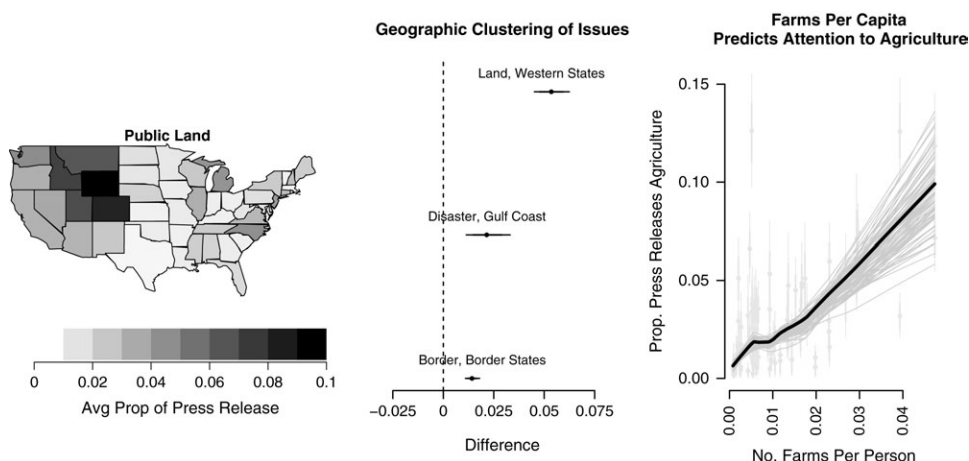 Public Land
0 0.02 0.04 0.06 0.08 0.1
Avg Prop of Press Release
Geographic Clustering of Issues
Land, Western States
Disaster, Gulf Coast
Border, Border States
−0.025 0 0.025 0.05 0.075
Difference
Farms Per Capita
Predicts Attention to Agriculture
Prop. Press Releases Agriculture
0.15
0.10
0.05
0.00
0.00 0.01 0.02 0.03 0.04
No. Farms Per Person